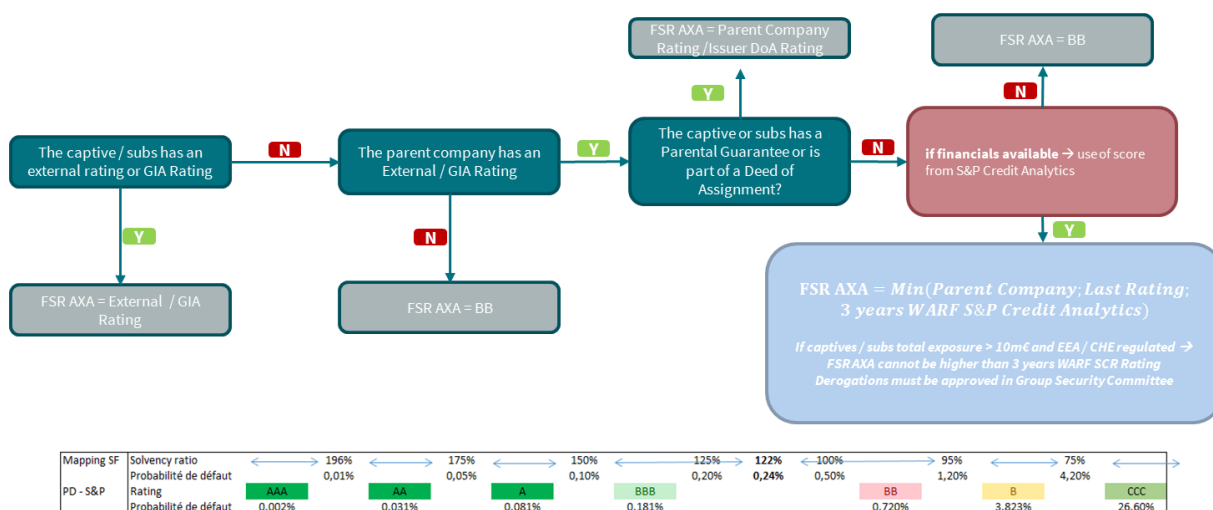 FSR AXA = Parent Company
Rating /Issuer DoA Rating
FSR AXA = BB
Y
N
The captive / subs has an
external rating or GIA Rating
N
The parent company has an
External / GIA Rating
Y
The captive or subs has a
Parental Guarantee or is
part of a Deed of
Assignment?
N
if financials available → use of score
from S&P Credit Analytics
Y
N
Y
FSR AXA = External / GIA
Rating
FSR AXA = BB
FSR AXA = Min(Parent Company; Last Rating;
3 years WARF S&P Credit Analytics)
If captives / subs total exposure > 10m€ and EEA / CHE regulated →
FSR AXA cannot be higher than 3 years WARF SCR Rating
Derogations must be approved in Group Security Committee
Mapping SF Solvency ratio 196% 175% 150% 125% 122% 100% 95% 75%
Probabilité de défaut 0,01% 0,05% 0,10% 0,20% 0,24% 0,50% 1,20% 4,20%
PD - S&P Rating AAA AA A BBB BB B CCC
Probabilité de défaut 0.002% 0.031% 0.081% 0.181% 0.720% 3.823% 26.60%